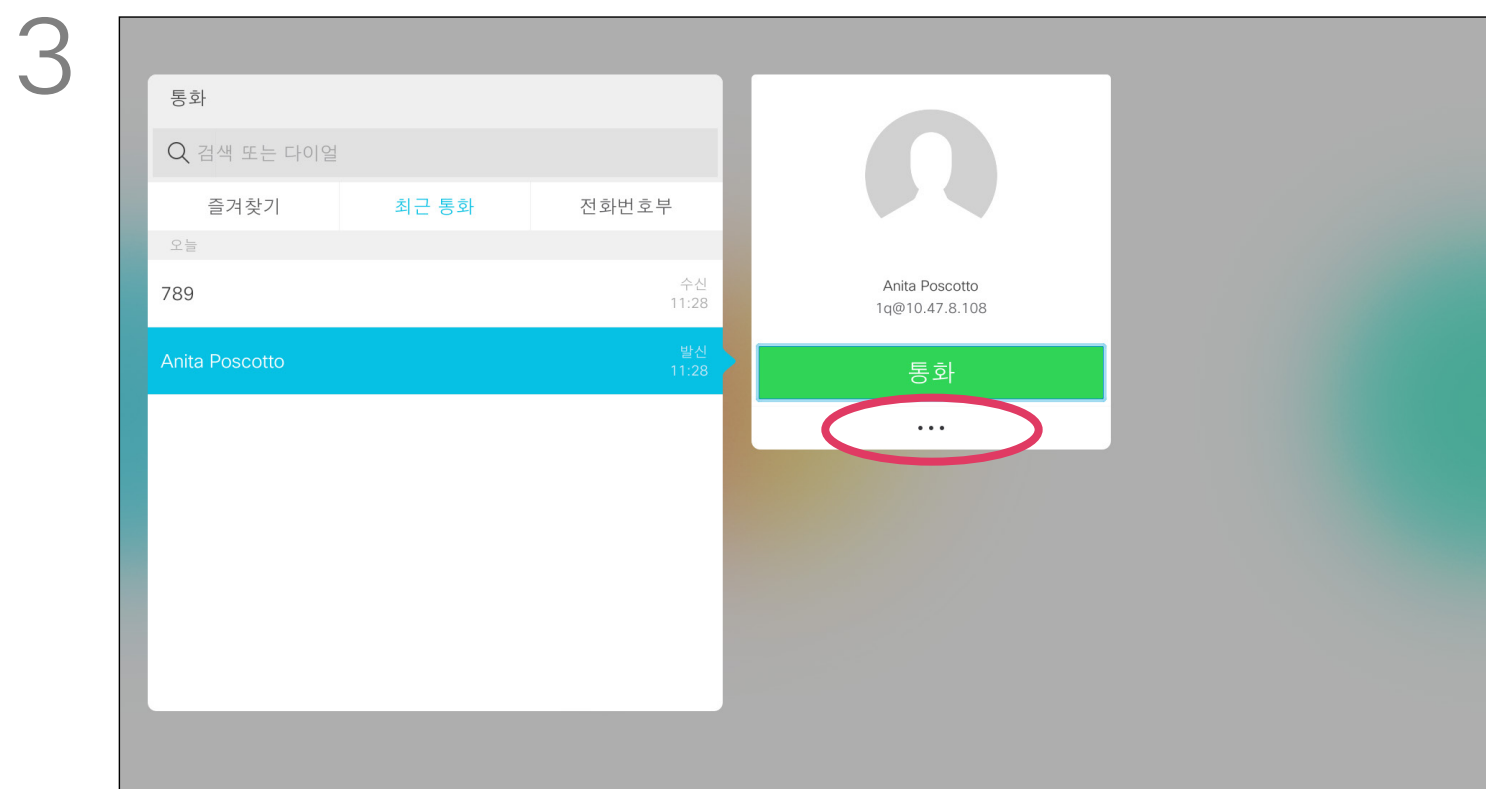 3
통화
검색 또는 다이얼
즐겨찾기 최근 통화 전화번호부
오늘
789
수신
11:28
Anita Poscotto
발신
11:28
Anita Poscotto
1q@10.47.8.108
통화
...